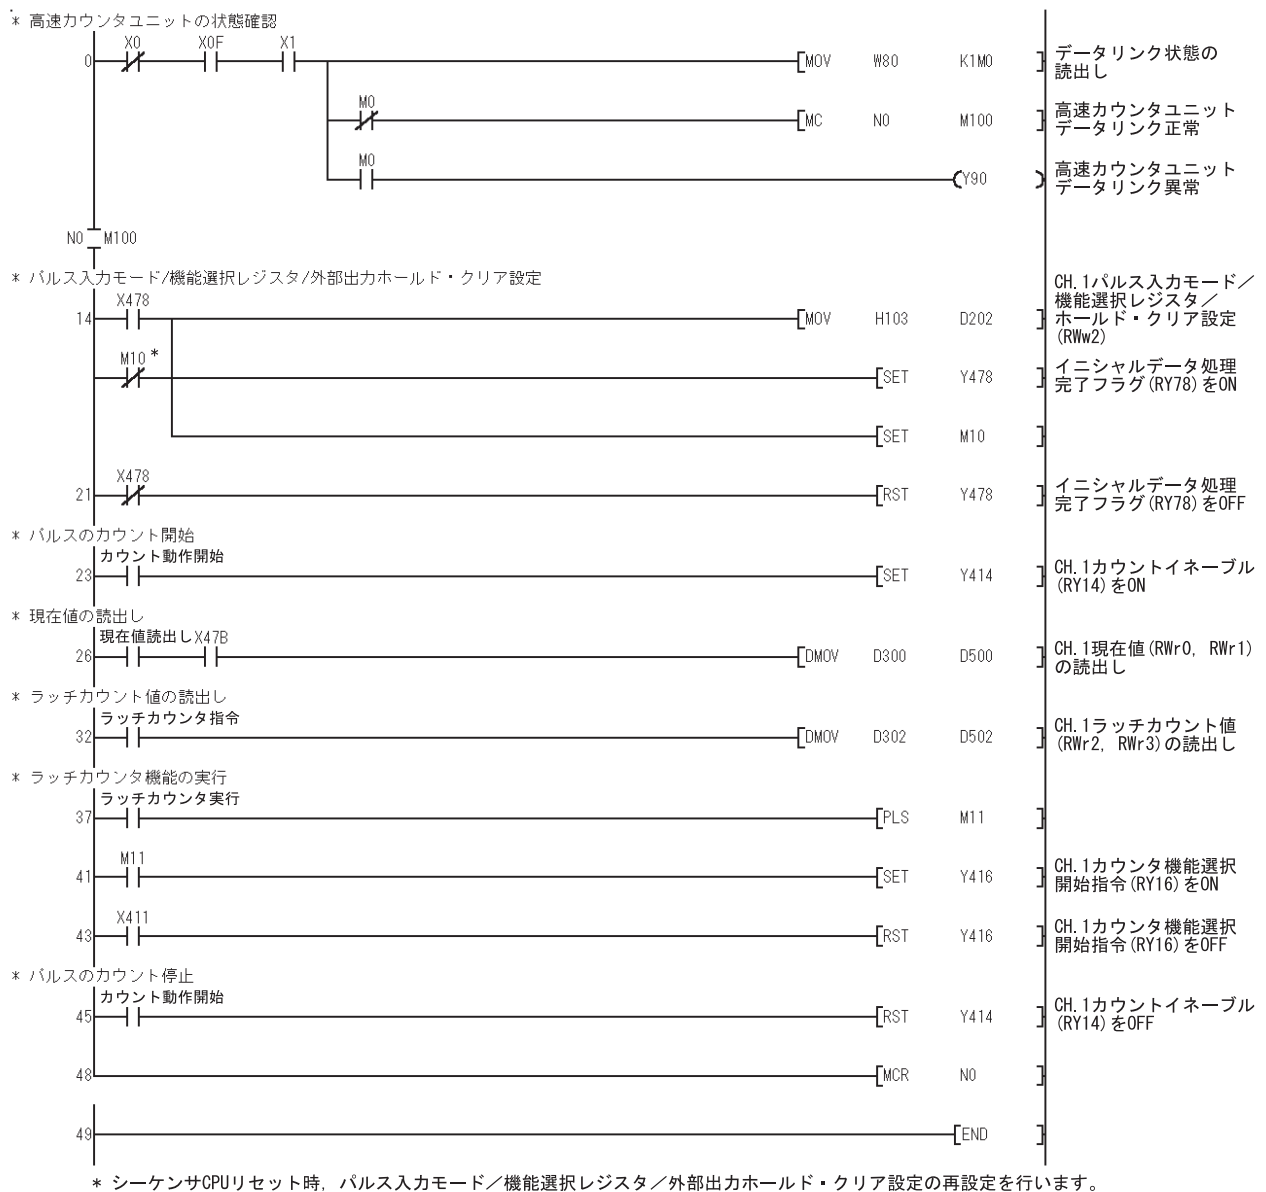 * 高速カウンタユニットの状態確認
X0 X0F X1
0 MOV W80 K1M0 データリンク状態の
読出し
M0
MC N0 M100 高速カウンタユニット
データリンク正常
M0
Y90 高速カウンタユニット
データリンク異常
N0 M100
* パルス入力モード/機能選択レジスタ/外部出力ホールド・クリア設定
X478
14 MOV H103 D202 CH.1パルス入力モード/
機能選択レジスタ/
ホールド・クリア設定
(RWw2)
M10 *
SET Y478 イニシャルデータ処理
完了フラグ(RY78)をON
SET M10
X478
21 RST Y478 イニシャルデータ処理
完了フラグ(RY78)をOFF
* パルスのカウント開始
カウント動作開始
23 SET Y414 CH.1カウントイネーブル
(RY14)をON
* 現在値の読出し
現在値読出し X47B
26 DMOV D300 D500 CH.1現在値(RWr0, RWr1)
の読出し
* ラッチカウント値の読出し
ラッチカウンタ指令
32 DMOV D302 D502 CH.1ラッチカウント値
(RWr2, RWr3)の読出し
* ラッチカウンタ機能の実行
ラッチカウンタ実行
37 PLS M11
M11
41 SET Y416 CH.1カウンタ機能選択
開始指令(RY16)をON
X411
43 RST Y416 CH.1カウンタ機能選択
開始指令(RY16)をOFF
* パルスのカウント停止
カウント動作開始
45 RST Y414 CH.1カウントイネーブル
(RY14)をOFF
48 MCR N0
49 END
* シーケンサCPUリセット時, パルス入力モード/機能選択レジスタ/外部出力ホールド・クリア設定の再設定を行います。